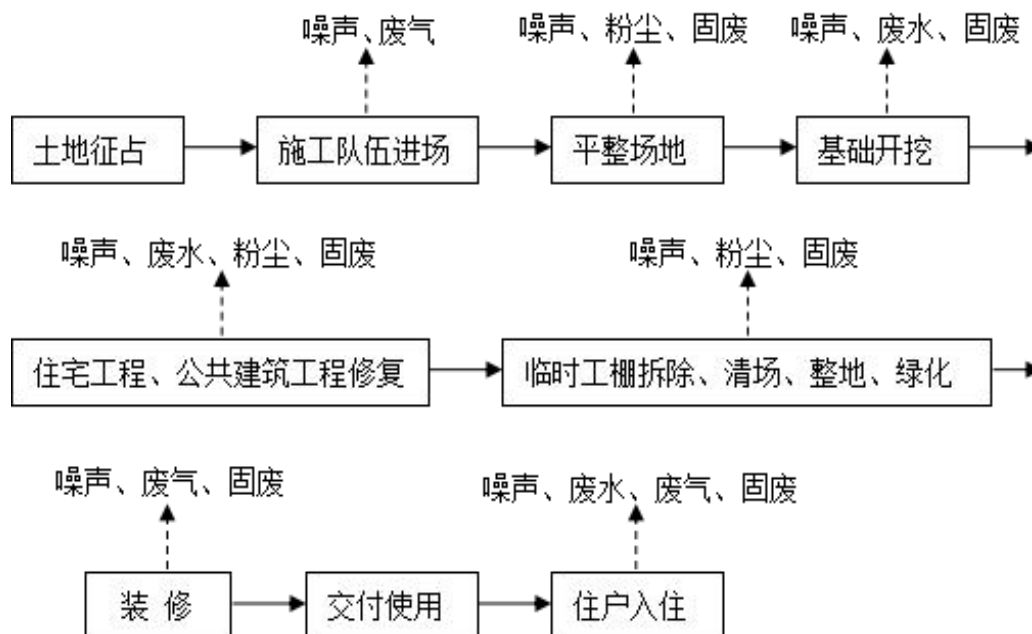 噪声、废气
噪声、粉尘、固废
噪声、废水、固废
土地征占
施工队伍进场
平整场地
基础开挖
噪声、废水、粉尘、固废
噪声、粉尘、固废
住宅工程、公共建筑工程修复
临时工棚拆除、清场、整地、绿化
噪声、废气、固废
噪声、废水、废气、固废
装 修
交付使用
住户入住